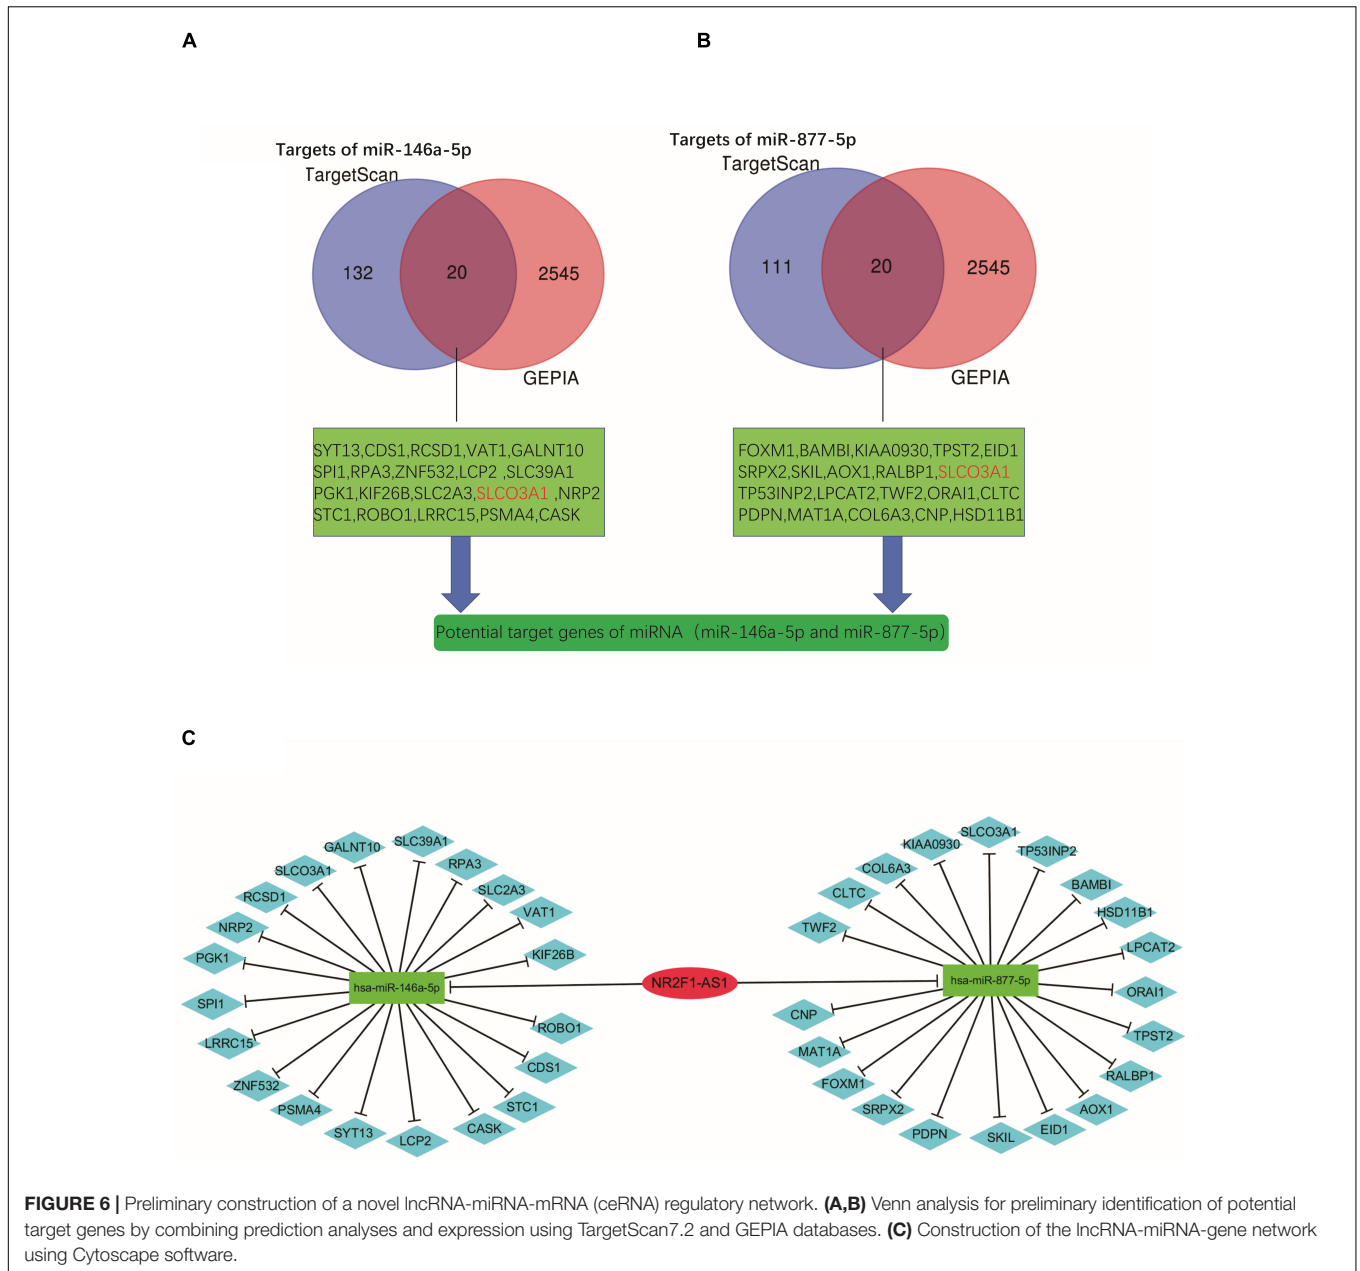 A
B
Targets of miR-146a-5p
TargetScan
132
20
2545
GEPIA
Targets of miR-877-5p
TargetScan
111
20
2545
GEPIA
SYT13,CDS1,RCSD1,VAT1,GALNT10
SPI1,RPA3,ZNF532,LCP2 ,SLC39A1
PGK1,KIF26B,SLC2A3,SLCO3A1 ,NRP2
STC1,ROBO1,LRRC15,PSMA4,CASK
FOXM1,BAMBI,KIAA0930,TPST2,EID1
SRPX2,SKIL,AOX1,RALBP1,SLCO3A1
TP53INP2,LPCAT2,TWF2,ORAI1,CLTC
PDPN,MAT1A,COL6A3,CNP,HSD11B1
Potential target genes of miRNA（miR-146a-5p and miR-877-5p）
C
SLC39A1
GALNT10
RPA3
SLCO3A1
SLC2A3
RCSD1
VAT1
NRP2
KIF26B
PGK1
hsa-miR-146a-5p
SPI1
ROBO1
LRRC15
CDS1
ZNF532
STC1
PSMA4
CASK
SYT13
LCP2
NR2F1-AS1
SLCO3A1
KIAA0930
TP53INP2
COL6A3
BAMBI
CLTC
HSD11B1
TWF2
LPCAT2
hsa-miR-877-5p
ORAI1
CNP
TPST2
MAT1A
RALBP1
FOXM1
AOX1
SRPX2
EID1
PDPN
SKIL
FIGURE 6 | Preliminary construction of a novel lncRNA-miRNA-mRNA (ceRNA) regulatory network. (A,B) Venn analysis for preliminary identification of potential
target genes by combining prediction analyses and expression using TargetScan7.2 and GEPIA databases. (C) Construction of the lncRNA-miRNA-gene network
using Cytoscape software.